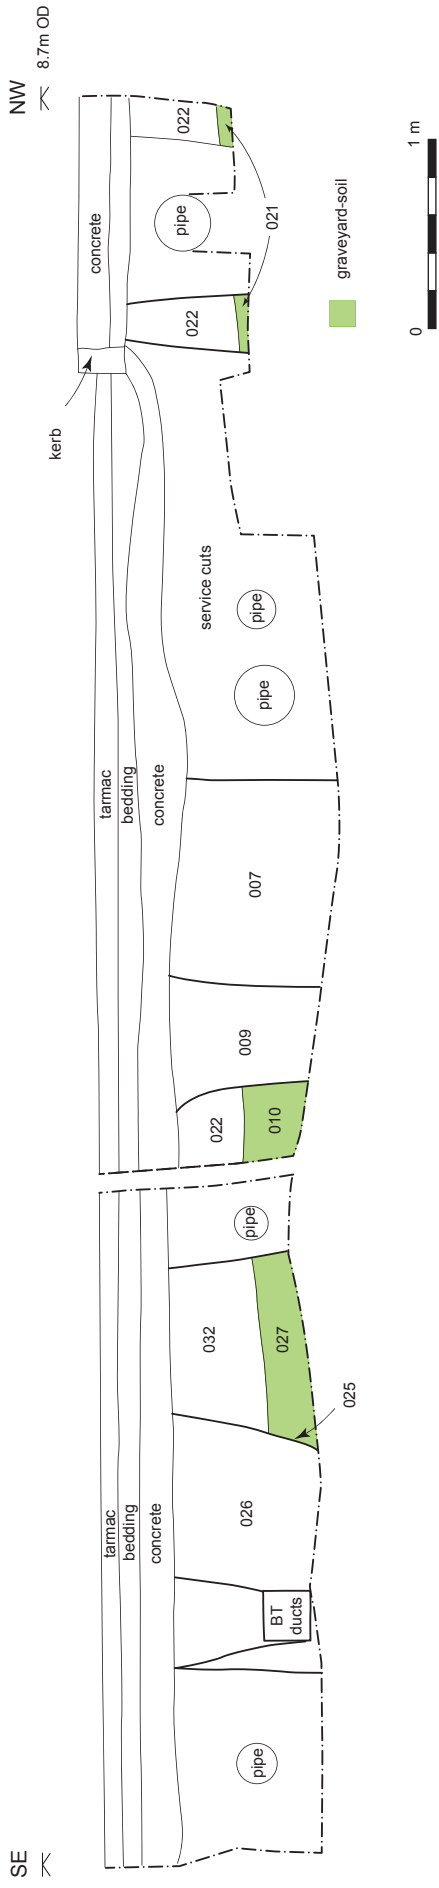 SE
NW
8.7m OD
tarmac
bedding
concrete
pipe
BT
ducts
026
025
032
027
pipe
022
010
009
007
tarmac
bedding
concrete
service cuts
pipe
pipe
kerb
concrete
022
pipe
022
021
graveyard-soil
0
1 m